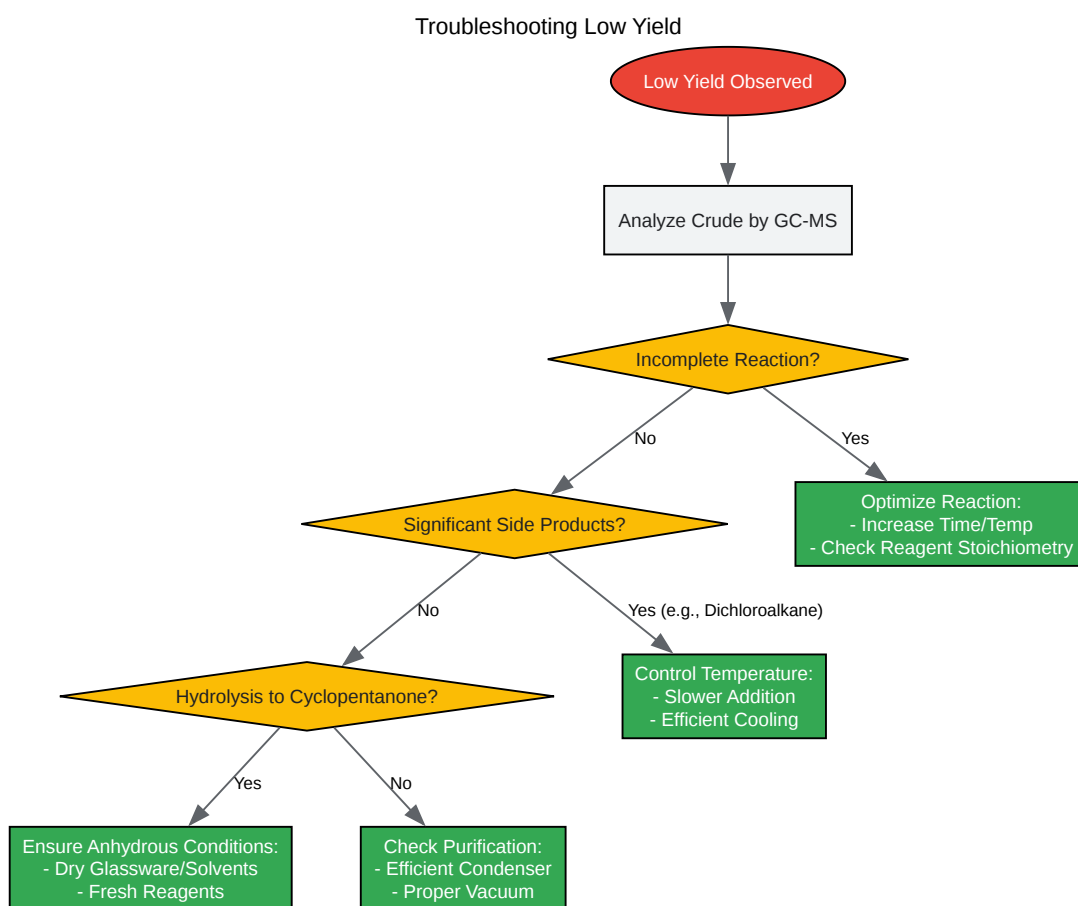 Troubleshooting Low Yield
Low Yield Observed
Analyze Crude by GC-MS
Incomplete Reaction?
No
Yes
Optimize Reaction:
- Increase Time/Temp
- Check Reagent Stoichiometry
Significant Side Products?
No
Yes (e.g., Dichloroalkane)
Control Temperature:
- Slower Addition
- Efficient Cooling
Hydrolysis to Cyclopentanone?
Yes
No
Ensure Anhydrous Conditions:
- Dry Glassware/Solvents
- Fresh Reagents
Check Purification:
- Efficient Condenser
- Proper Vacuum